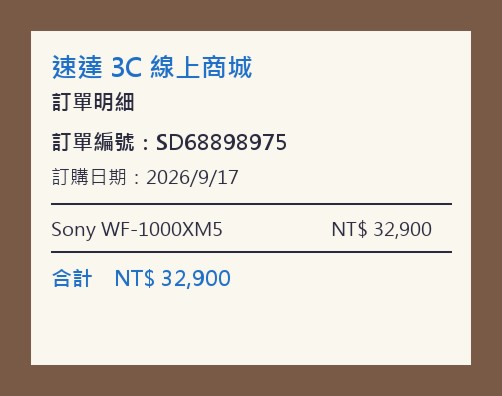 速達 3C 線上商城
訂單明細
訂單編號：SD68898975
訂購日期：2026/9/17
Sony WF-1000XM5 NT$ 32,900
合計 NT$ 32,900